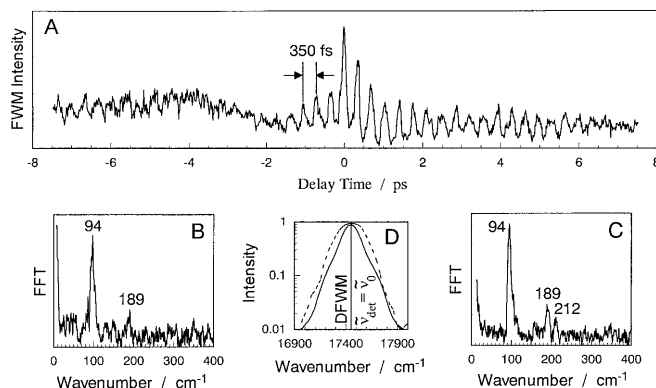 A
FWM Intensity
350 fs
-8 -6 -4 -2 0 2 4 6 8
Delay Time / ps
B
FFT
94
189
0 100 200 300 400
Wavenumber / cm-1
D
Intensity
1
0.1
0.01
DFWM
ṽdet = ṽ0
16900 17400 17900
Wavenumber / cm-1
C
FFT
94
189
212
0 100 200 300 400
Wavenumber / cm-1